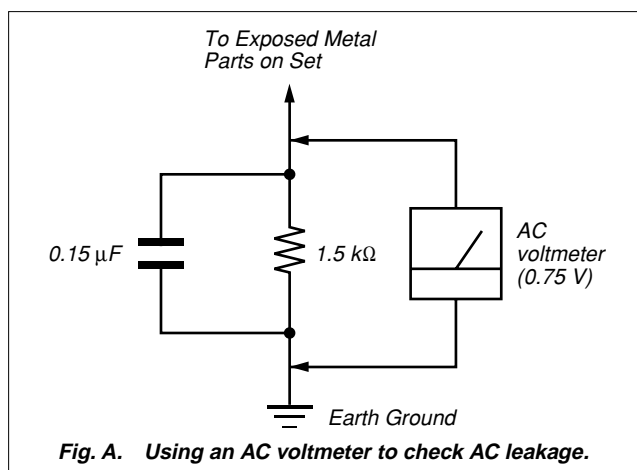 To Exposed Metal
Parts on Set
0.15 µF
1.5 kΩ
AC
voltmeter
(0.75 V)
Earth Ground
Fig. A. Using an AC voltmeter to check AC leakage.